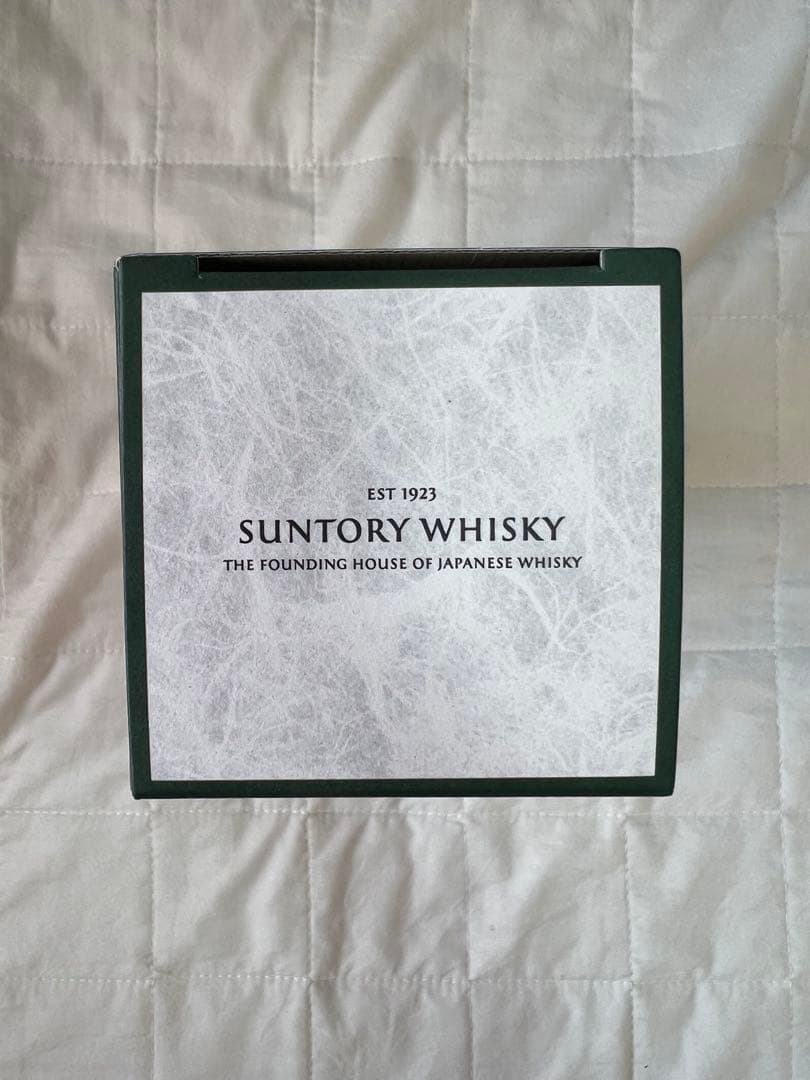 EST 1923
SUNTORY WHISKY
THE FOUNDING HOUSE OF JAPANESE WHISKY